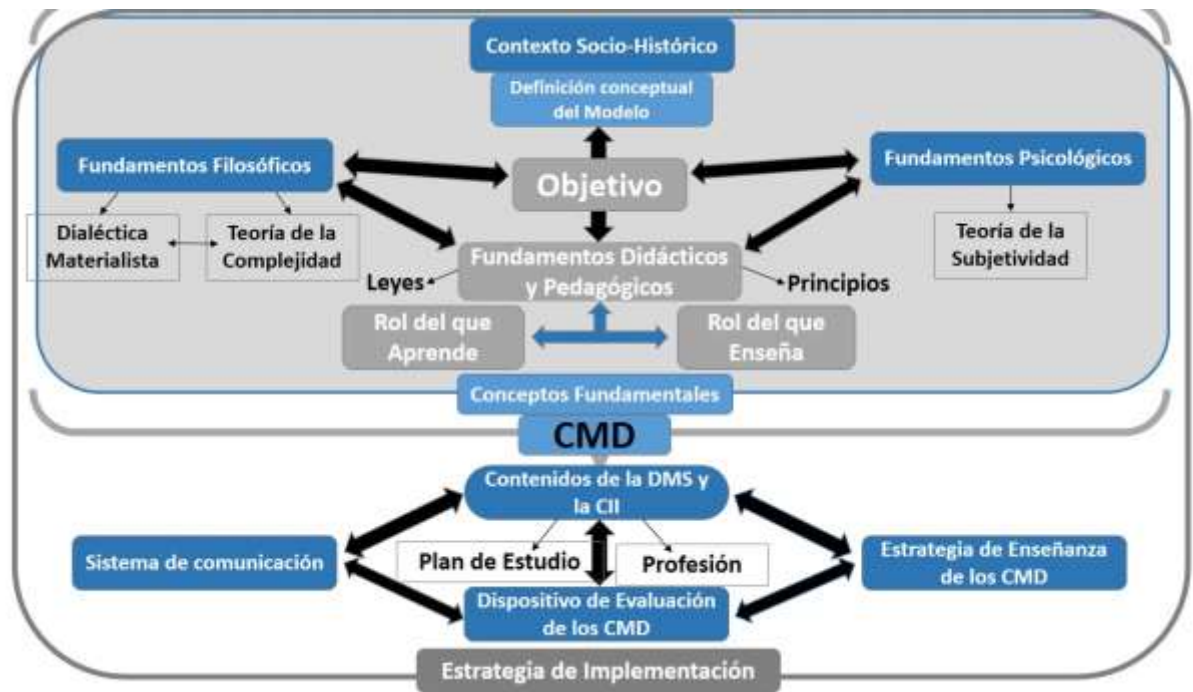 Contexto Socio-Histórico
Definición conceptual
del Modelo
Fundamentos Filosóficos
Fundamentos Psicológicos
Objetivo
Dialéctica
Materialista
Teoría de la
Complejidad
Teoría de la
Subjetividad
Fundamentos Didácticos
y Pedagógicos
Leyes
Principios
Rol del que
Aprende
Rol del que
Enseña
Conceptos Fundamentales
CMD
Contenidos de la DMS y
la CII
Sistema de comunicación
Plan de Estudio
Profesión
Estrategia de Enseñanza
de los CMD
Dispositivo de Evaluación
de los CMD
Estrategia de Implementación